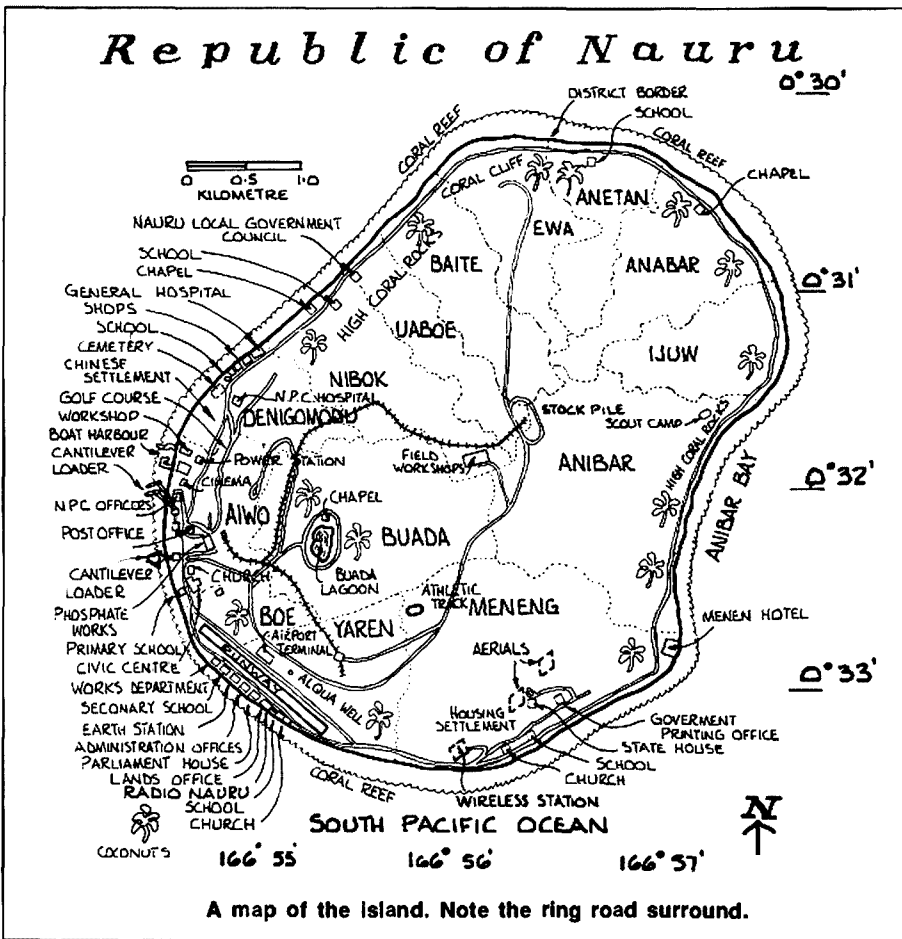 Republic of Nauru
0° 30'
DISTRICT BORDER
SCHOOL
CORAL REEF
CORAL REEF
CORAL CLIFF
0 0.5 1.0
KILOMETRE
ANETAN
CHAPEL
EWA
NAURU LOCAL GOVERNMENT
COUNCIL
BAITE
ANABAR
SCHOOL
CHAPEL
0° 31'
HIGH CORAL ROCKS
GENERAL HOSPITAL
SHOPS
UABOE
SCHOOL
IJUW
CEMETERY
CHINESE
SETTLEMENT
NIBOK
N.P.C. HOSPITAL
GOLF COURSE
DENIGOMODU
STOCK PILE
SCOUT CAMP
WORKSHOP
HIGH CORAL ROCKS
BOAT HARBOUR
POWER STATION
FIELD
WORKSHOPS
ANIBAR
CANTILEVER
LOADER
CINEMA
0° 32'
ANIBAR BAY
N.P.C. OFFICERS
AIWO
CHAPEL
POST OFFICE
BUADA
BUADA
LAGOON
CANTILEVER
LOADER
CHURCH
ATHLETIC
TRACK
MENENG
PHOSPHATE
WORKS
BOE
YAREN
MENEN HOTEL
AIRPORT
TERMINAL
PRIMARY SCHOOL
AERIALS
CIVIC CENTRE
RUNWAY
0° 33'
WORKS DEPARTMENT
ALQUA WELL
SECONARY SCHOOL
HOUSING
SETTLEMENT
GOVERMENT
PRINTING OFFICE
EARTH STATION
STATE HOUSE
ADMINISTRATION OFFICES
SCHOOL
PARLIAMENT HOUSE
CHURCH
LANDS OFFICE
CORAL REEF
RADIO NAURU
WIRELESS STATION
SCHOOL
CHURCH
N
SOUTH PACIFIC OCEAN
COCONUTS
166° 55' 166° 56' 166° 57'
A map of the island. Note the ring road surround.